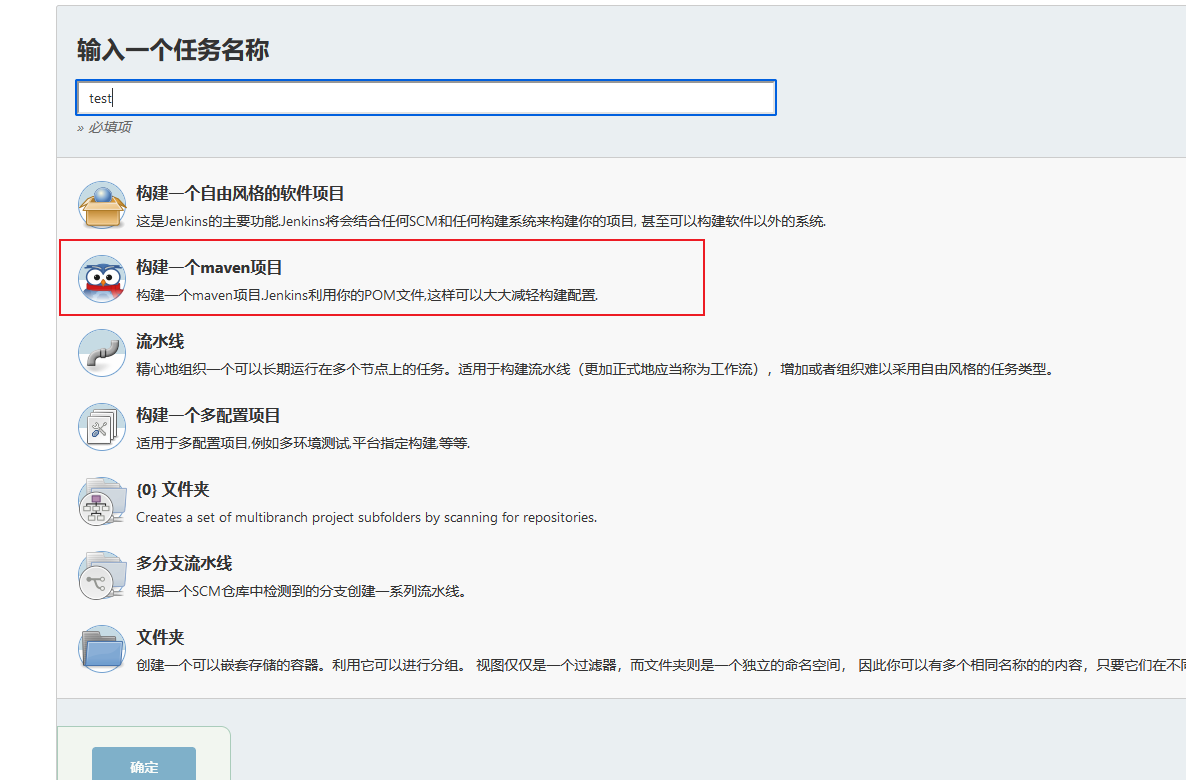 输入一个任务名称
test
» 必填项
构建一个自由风格的软件项目
这是Jenkins的主要功能.Jenkins将会结合任何SCM和任何构建系统来构建你的项目, 甚至可以构建软件以外的系统.
构建一个maven项目
构建一个maven项目.Jenkins利用你的POM文件,这样可以大大减轻构建配置.
流水线
精心地组织一个可以长期运行在多个节点上的任务。适用于构建流水线（更加正式地应当称为工作流），增加或者组织难以采用自由风格的任务类型。
构建一个多配置项目
适用于多配置项目,例如多环境测试,平台指定构建,等等.
{0} 文件夹
Creates a set of multibranch project subfolders by scanning for repositories.
多分支流水线
根据一个SCM仓库中检测到的分支创建一系列流水线。
文件夹
创建一个可以嵌套存储的容器。利用它可以进行分组。 视图仅仅是一个过滤器，而文件夹则是一个独立的命名空间， 因此你可以有多个相同名称的的内容，只要它们在不同
确定